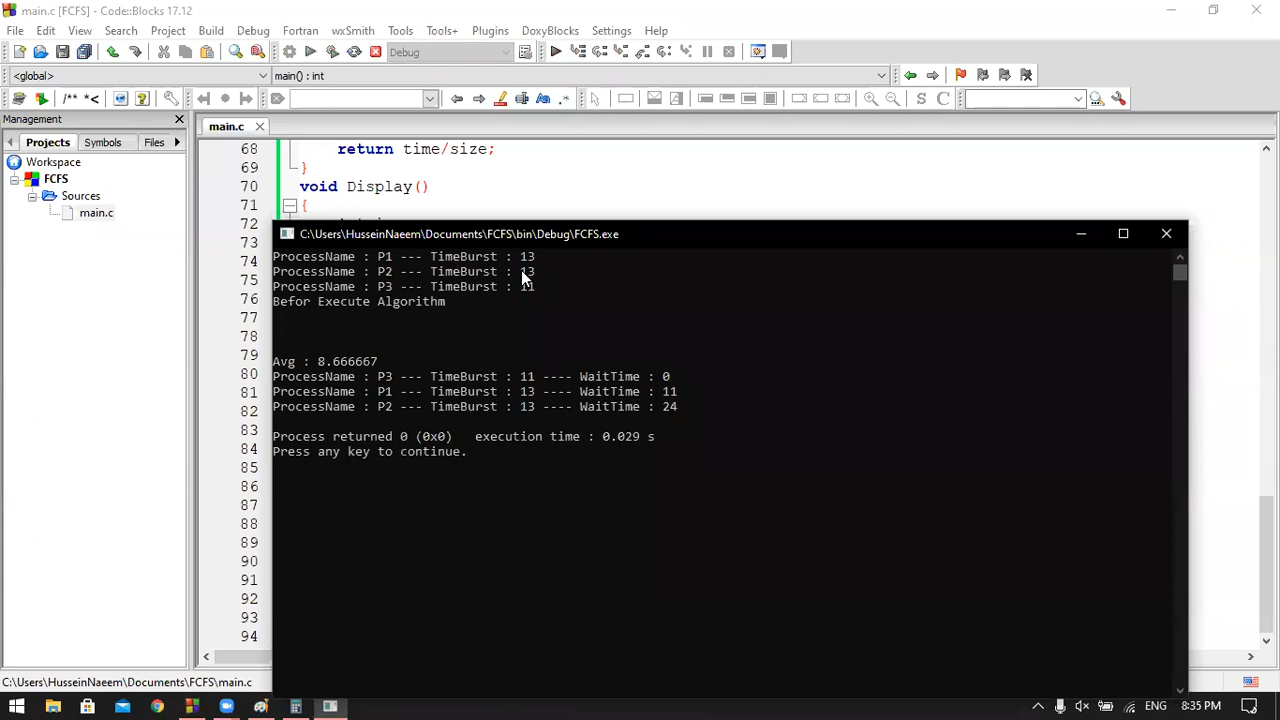 main.c [FCFS] - Code::Blocks 17.12
File Edit View Search Project Build Debug Fortran wxSmith Tools Tools+ Plugins DoxyBlocks Settings Help
Debug
<global> main() : int
/** *< S C
Management
Projects Symbols Files
main.c
Workspace
FCFS
Sources
main.c
68 return time/size;
69 }
70 void Display()
71 {
72
C:\Users\HusseinNaeem\Documents\FCFS\bin\Debug\FCFS.exe
ProcessName : P1 --- TimeBurst : 13
ProcessName : P2 --- TimeBurst : 13
ProcessName : P3 --- TimeBurst : 11
Befor Execute Algorithm
Avg : 8.666667
ProcessName : P3 --- TimeBurst : 11 ---- WaitTime : 0
ProcessName : P1 --- TimeBurst : 13 ---- WaitTime : 11
ProcessName : P2 --- TimeBurst : 13 ---- WaitTime : 24
Process returned 0 (0x0) execution time : 0.029 s
Press any key to continue.
73
74
75
76
77
78
79
80
81
82
83
84
85
86
87
88
89
90
91
92
93
94
C:\Users\HusseinNaeem\Documents\FCFS\main.c
ENG 8:35 PM